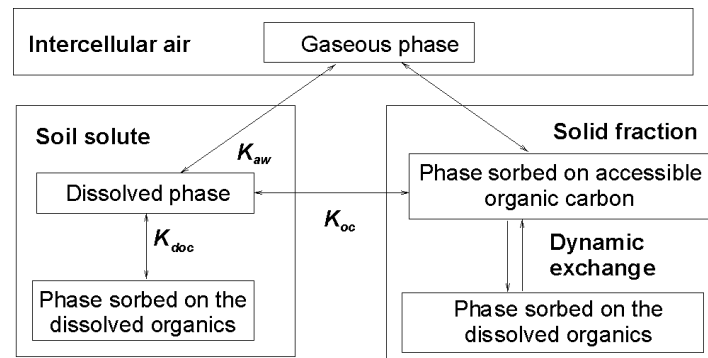 Intercellular air
Gaseous phase
Soil solute
Kaw
Dissolved phase
Kdoc
Phase sorbed on the
dissolved organics
Koc
Solid fraction
Phase sorbed on accessible
organic carbon
Dynamic
exchange
Phase sorbed on the
dissolved organics